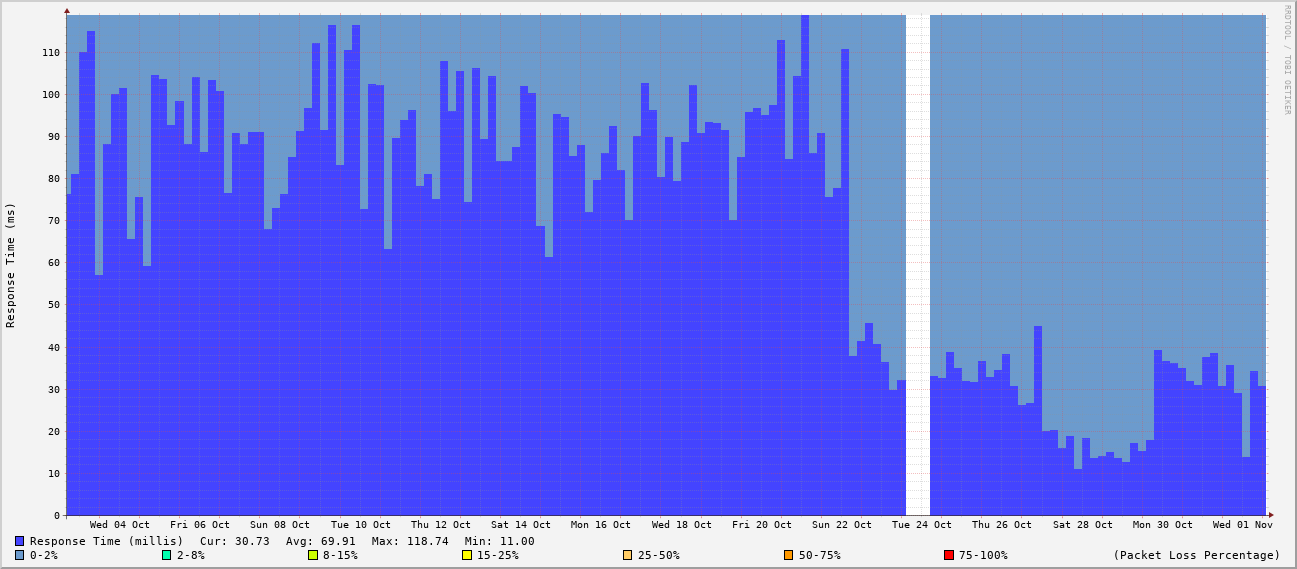 RRDTOOL / TOBI OETIKER
Response Time (ms)
110
100
90
80
70
60
50
40
30
20
10
0
Wed 04 Oct Fri 06 Oct Sun 08 Oct Tue 10 Oct Thu 12 Oct Sat 14 Oct Mon 16 Oct Wed 18 Oct Fri 20 Oct Sun 22 Oct Tue 24 Oct Thu 26 Oct Sat 28 Oct Mon 30 Oct Wed 01 Nov
Response Time (millis) Cur: 30.73 Avg: 69.91 Max: 118.74 Min: 11.00
0-2% 2-8% 8-15% 15-25% 25-50% 50-75% 75-100% (Packet Loss Percentage)